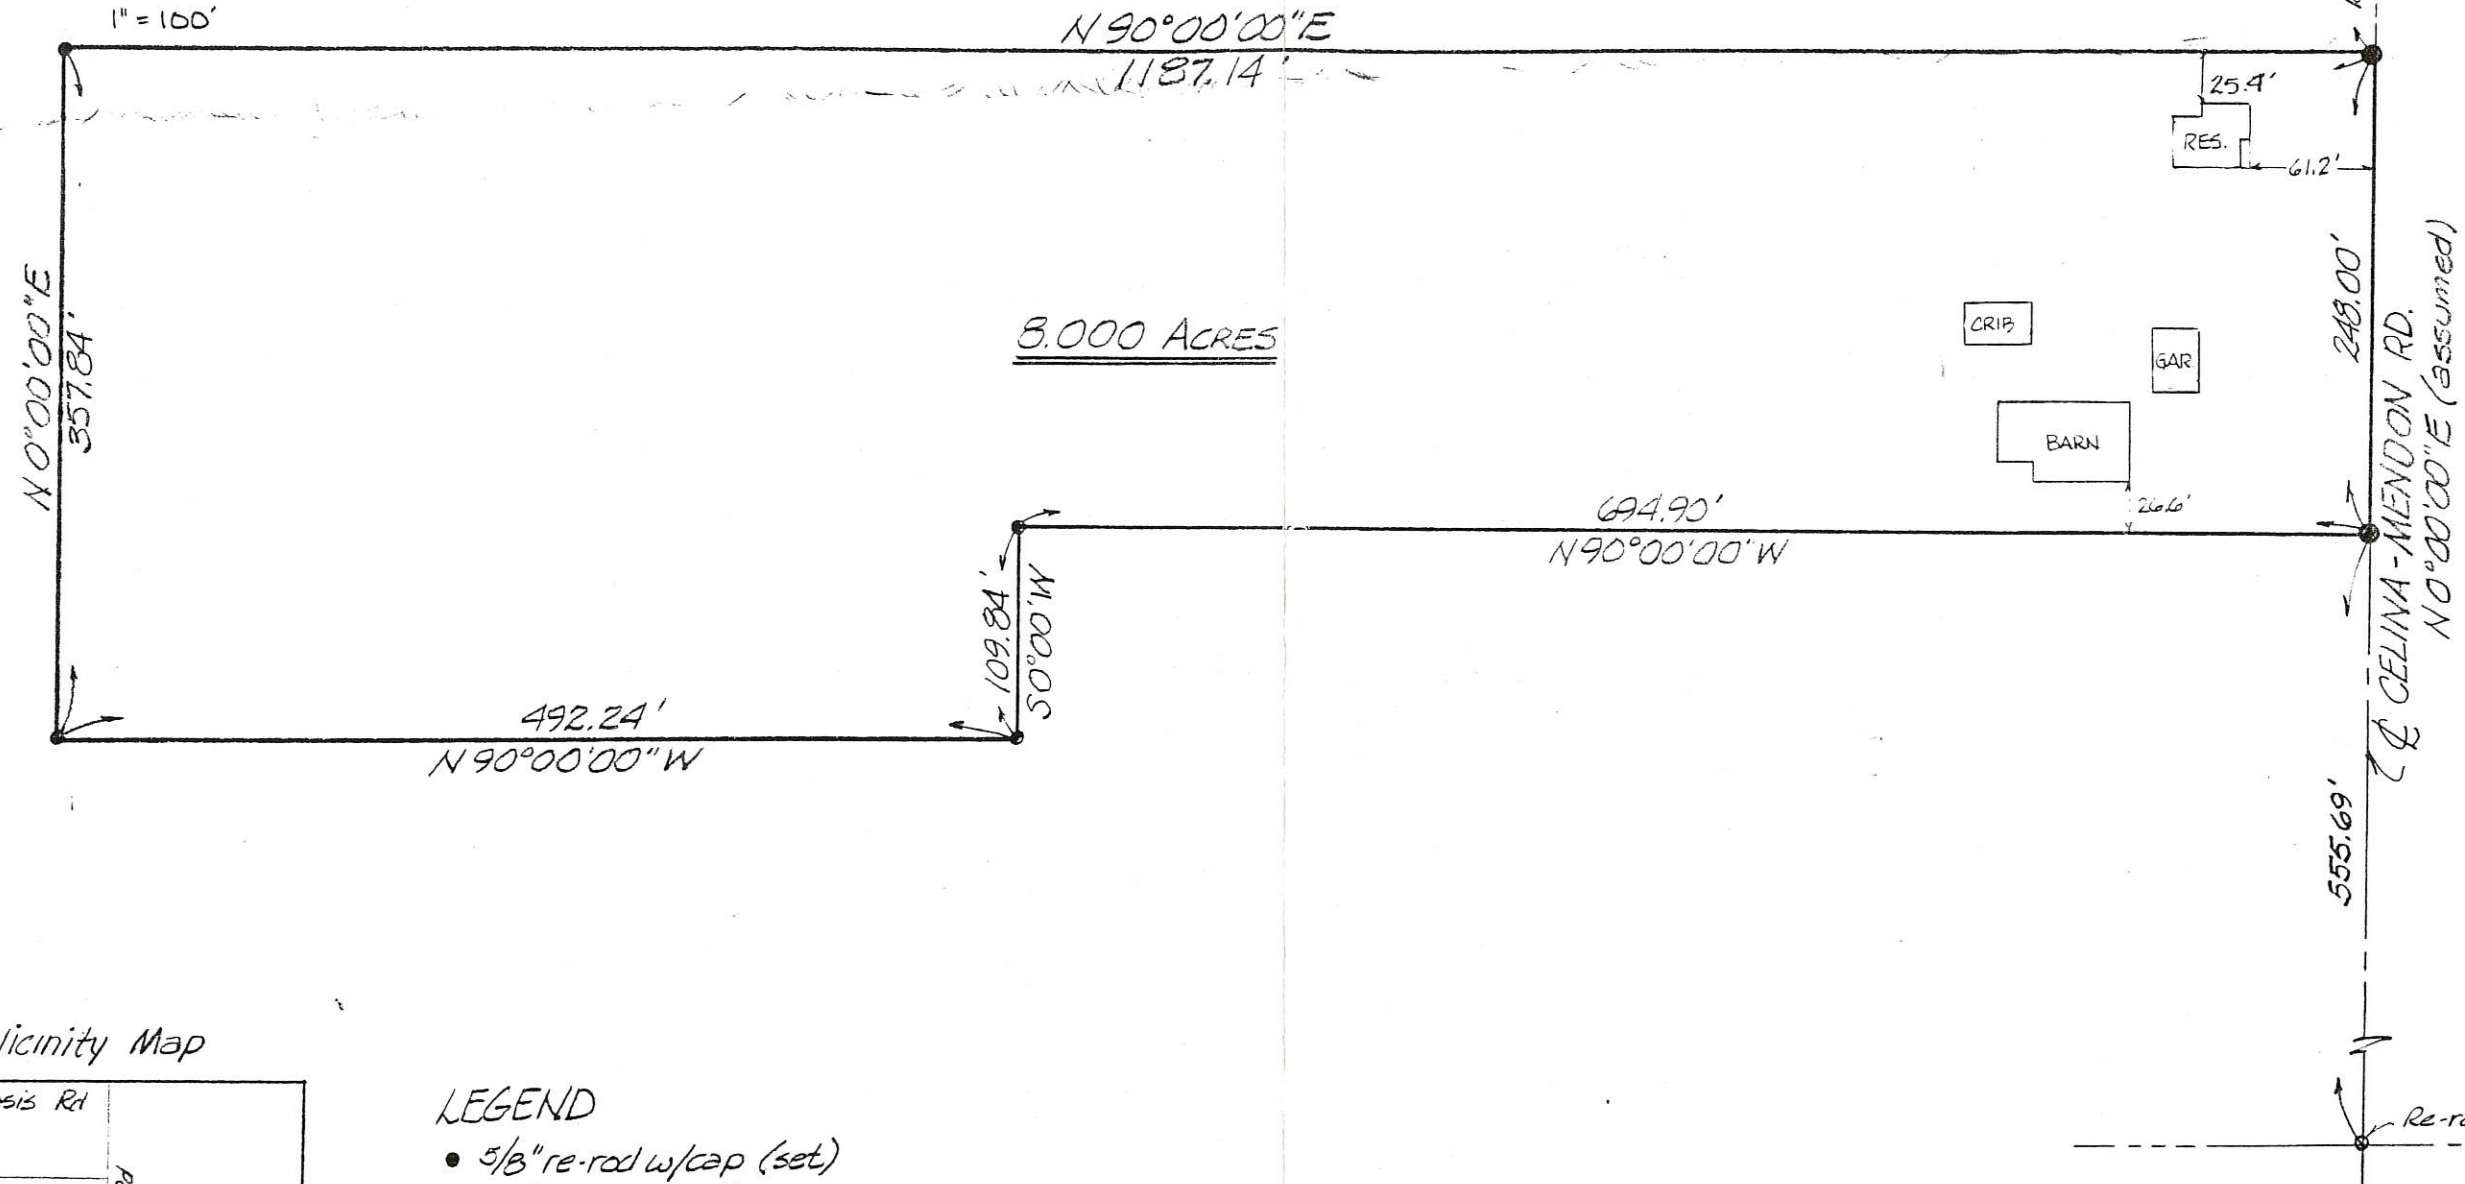 1" = 100'
N 90°00'00" E
1187.14'
25.4'
RES.
61.2'
N 0°00'00" E
357.84'
248.00'
CELINA-MENDON RD.
N 0°00'00" E (assumed)
8.000 ACRES
CRIB
GAR
BARN
26.6'
694.90'
N 90°00'00" W
109.84'
S 0°00' W
492.24'
N 90°00'00" W
555.69'
Vicinity Map
Rd
LEGEND
● 5/8" re-rod w/cap (set)